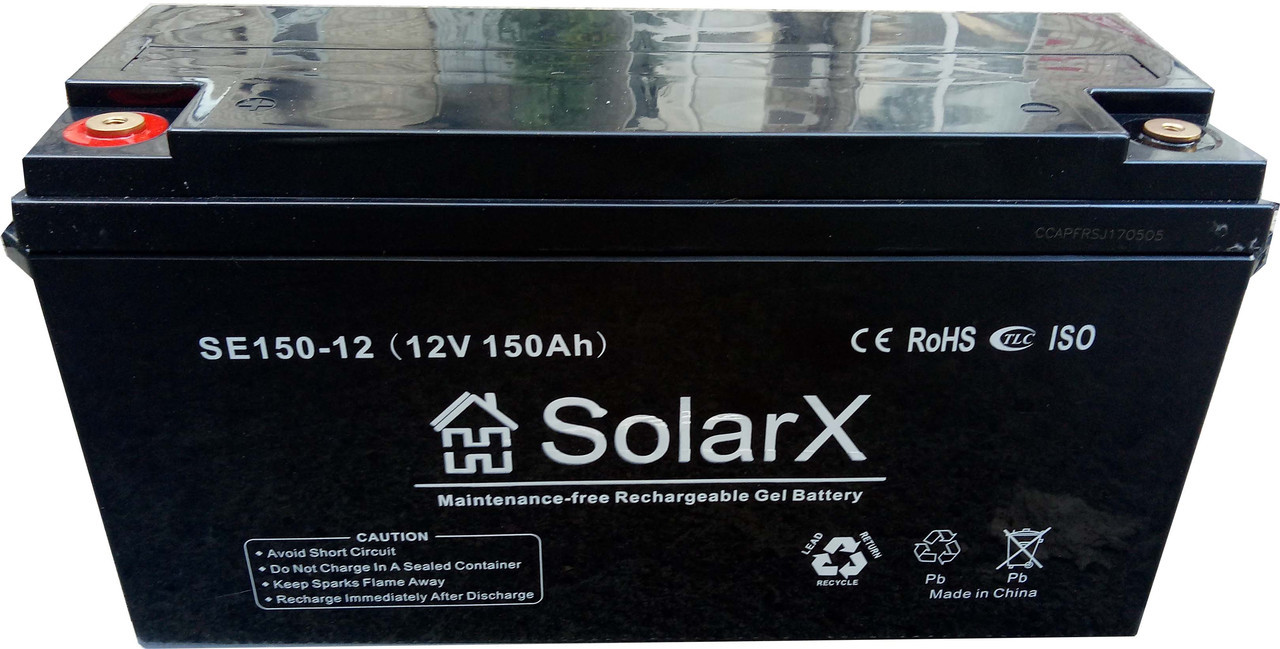 CCAPFRSJ170505
SE150-12 (12V 150Ah)
CE RoHS TLC ISO
SolarX
Maintenance-free Rechargeable Gel Battery
CAUTION
◆ Avoid Short Circuit
◆ Do Not Charge In A Sealed Container
◆ Keep Sparks Flame Away
◆ Recharge Immediately After Discharge
LEAD RETURN
RECYCLE
Pb Pb
Made in China